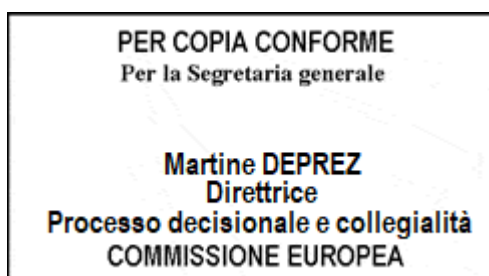 PER COPIA CONFORME
Per la Segretaria generale
Martine DEPREZ
Direttrice
Processo decisionale e collegialità
COMMISSIONE EUROPEA